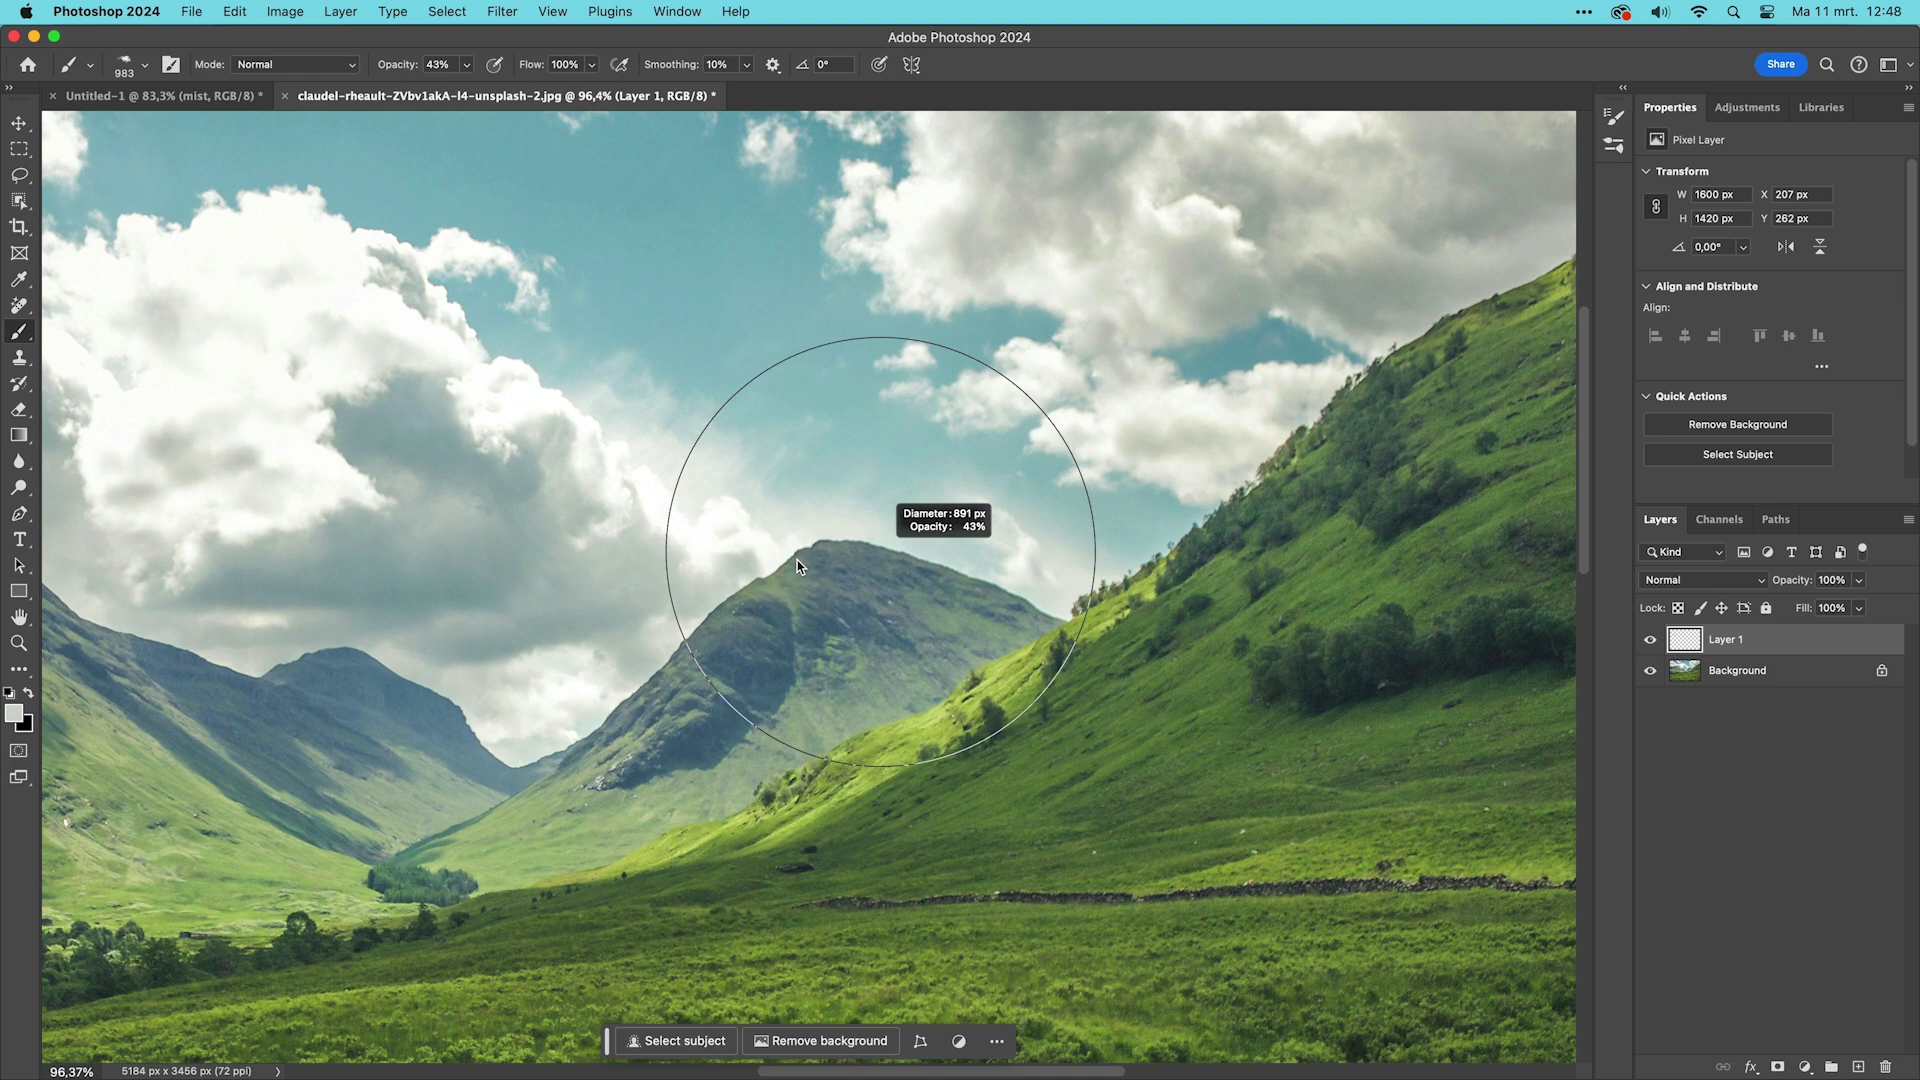 Photoshop 2024 File Edit Image Layer Type Select Filter View Plugins Window Help Ma 11 mrt. 12:48
Adobe Photoshop 2024
983 Mode: Normal Opacity: 43% Flow: 100% Smoothing: 10% 0° Share
Untitled-1 @ 83,3% (mist, RGB/8) * claudel-rheault-ZVbv1akA-l4-unsplash-2.jpg @ 96,4% (Layer 1, RGB/8) *
Properties Adjustments Libraries
Pixel Layer
Transform
W 1600 px X 207 px
H 1420 px Y 262 px
0,00°
Align and Distribute
Align:
Quick Actions
Remove Background
Select Subject
Diameter: 891 px
Opacity: 43%
Layers Channels Paths
Kind
Normal Opacity: 100%
Lock: Fill: 100%
Layer 1
Background
Select subject Remove background
96,37% 5184 px x 3456 px (72 ppi)